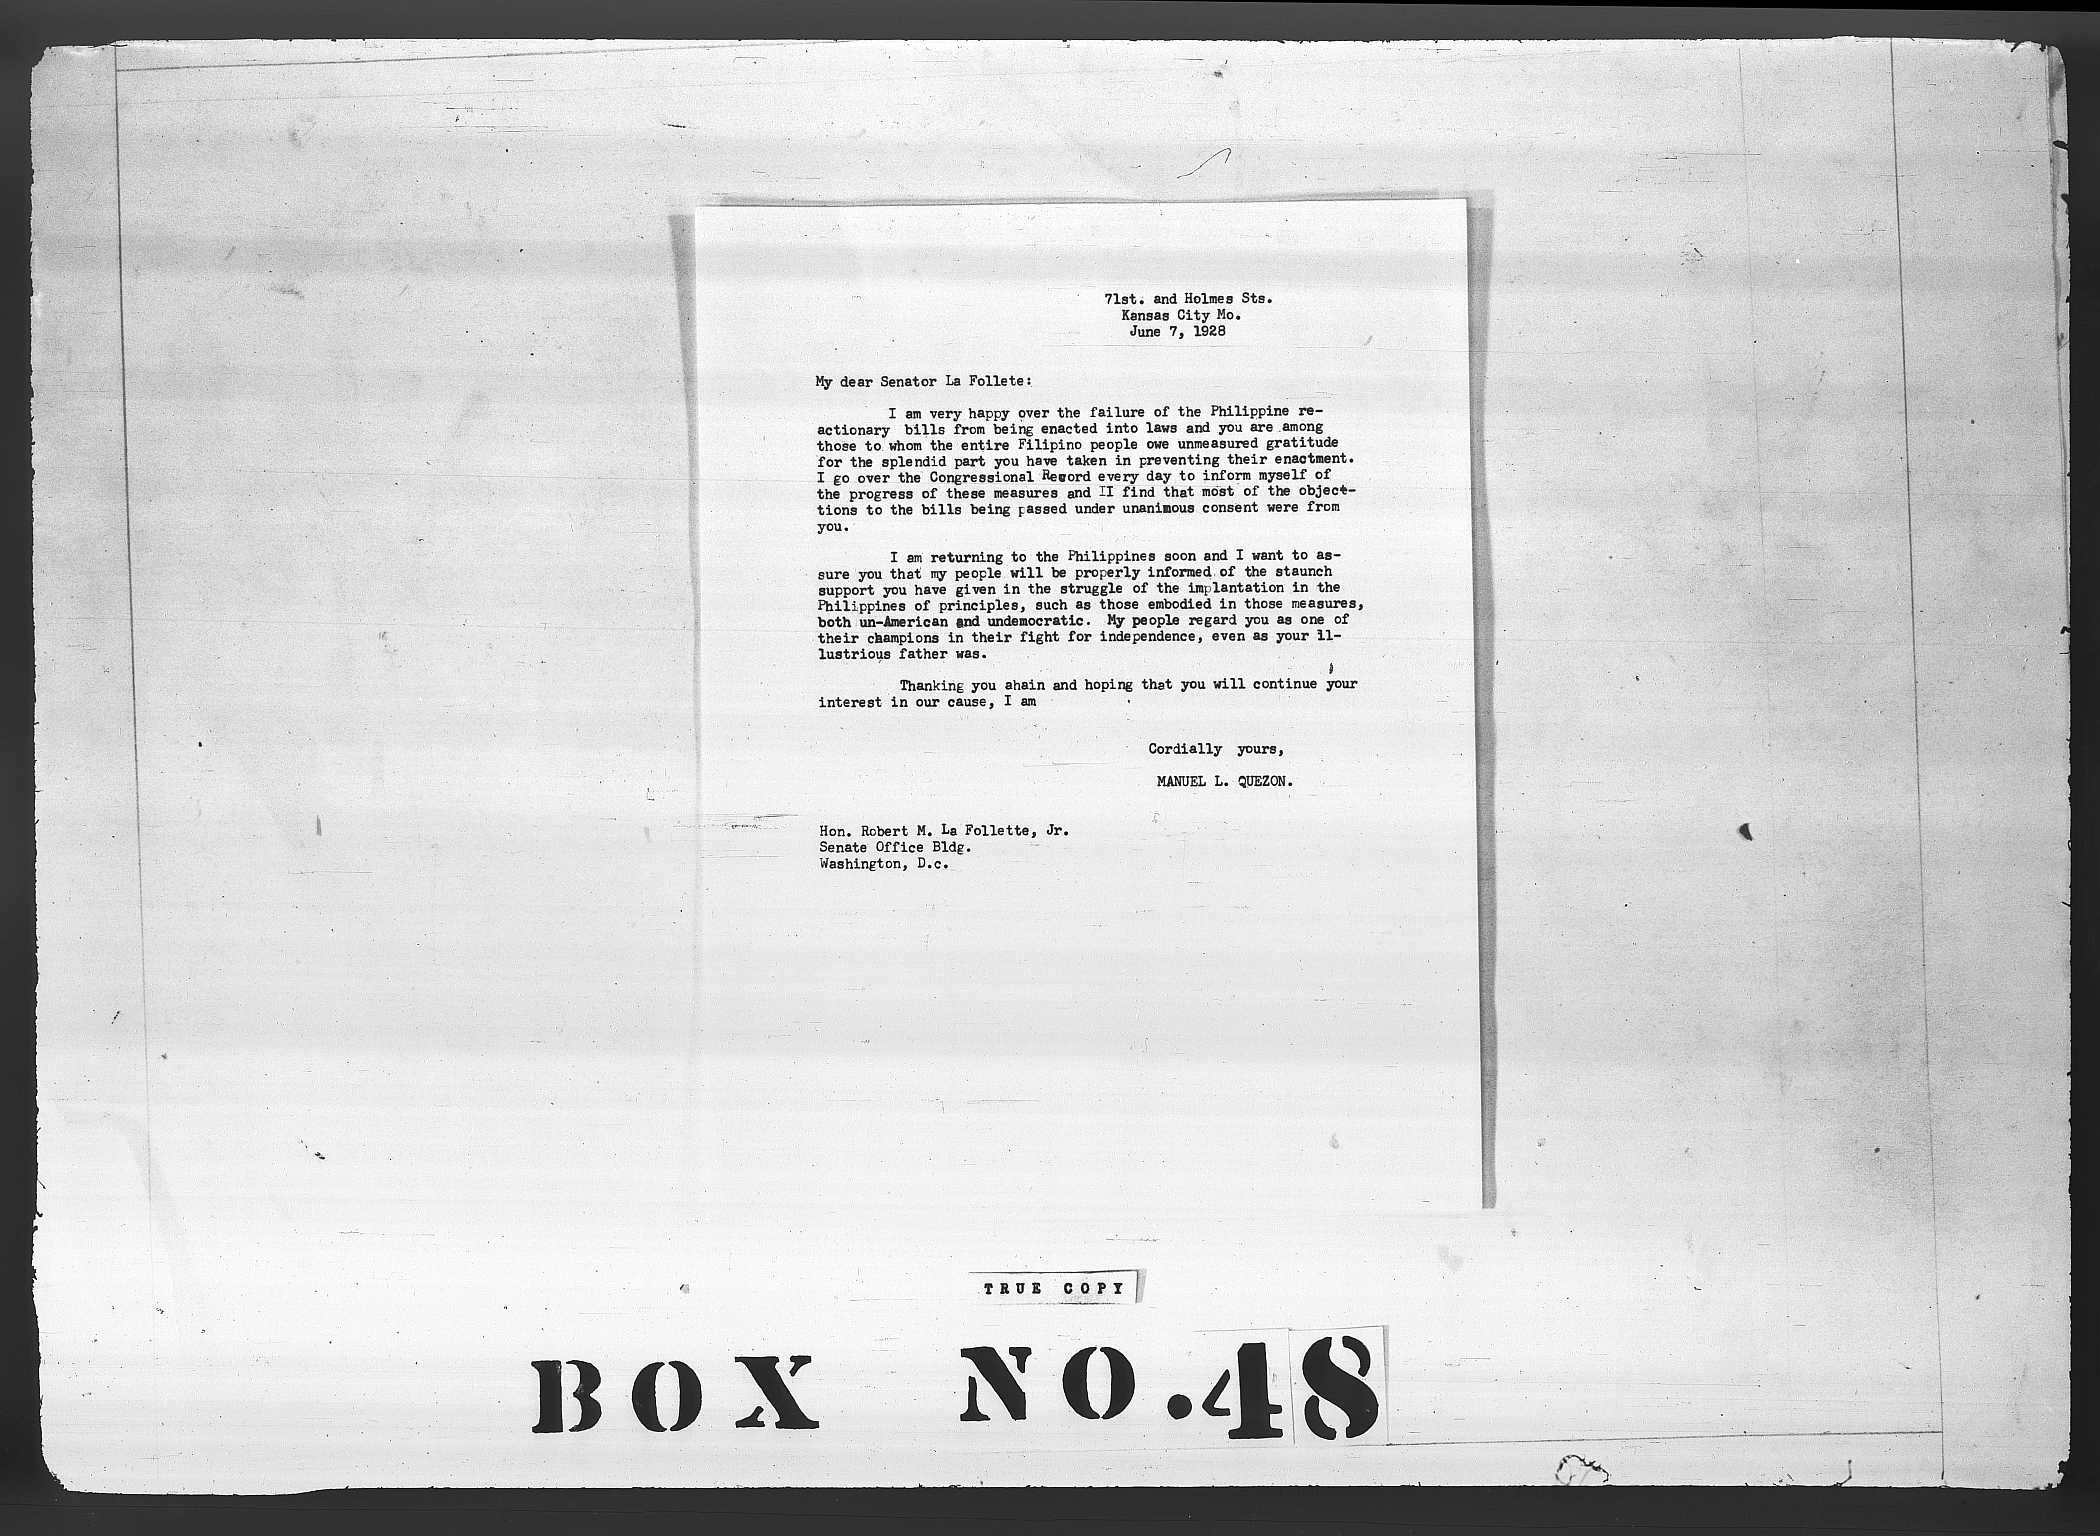 71st. and Holmes Sts.
Kansas City Mo.
June 7, 1928
My dear Senator La Follete:
I am very happy over the failure of the Philippine re-
actionary bills from being enacted into laws and you are among
those to whom the entire Filipino people owe unmeasured gratitude
for the splendid part you have taken in preventing their enactment.
I go over the Congressional Record every day to inform myself of
the progress of these measures and II find that most of the objec-
tions to the bills being passed under unanimous consent were from
you.
I am returning to the Philippines soon and I want to as-
sure you that my people will be properly informed of the staunch
support you have given in the struggle of the implantation in the
Philippines of principles, such as those embodied in those measures,
both un-American and undemocratic. My people regard you as one of
their champions in their fight for independence, even as your il-
lustrious father was.
Thanking you ahain and hoping that you will continue your
interest in our cause, I am
Cordially yours,
MANUEL L. QUEZON.
Hon. Robert M. La Follette, Jr.
Senate Office Bldg.
Washington, D.c.
TRUE COPY
BOX NO.48